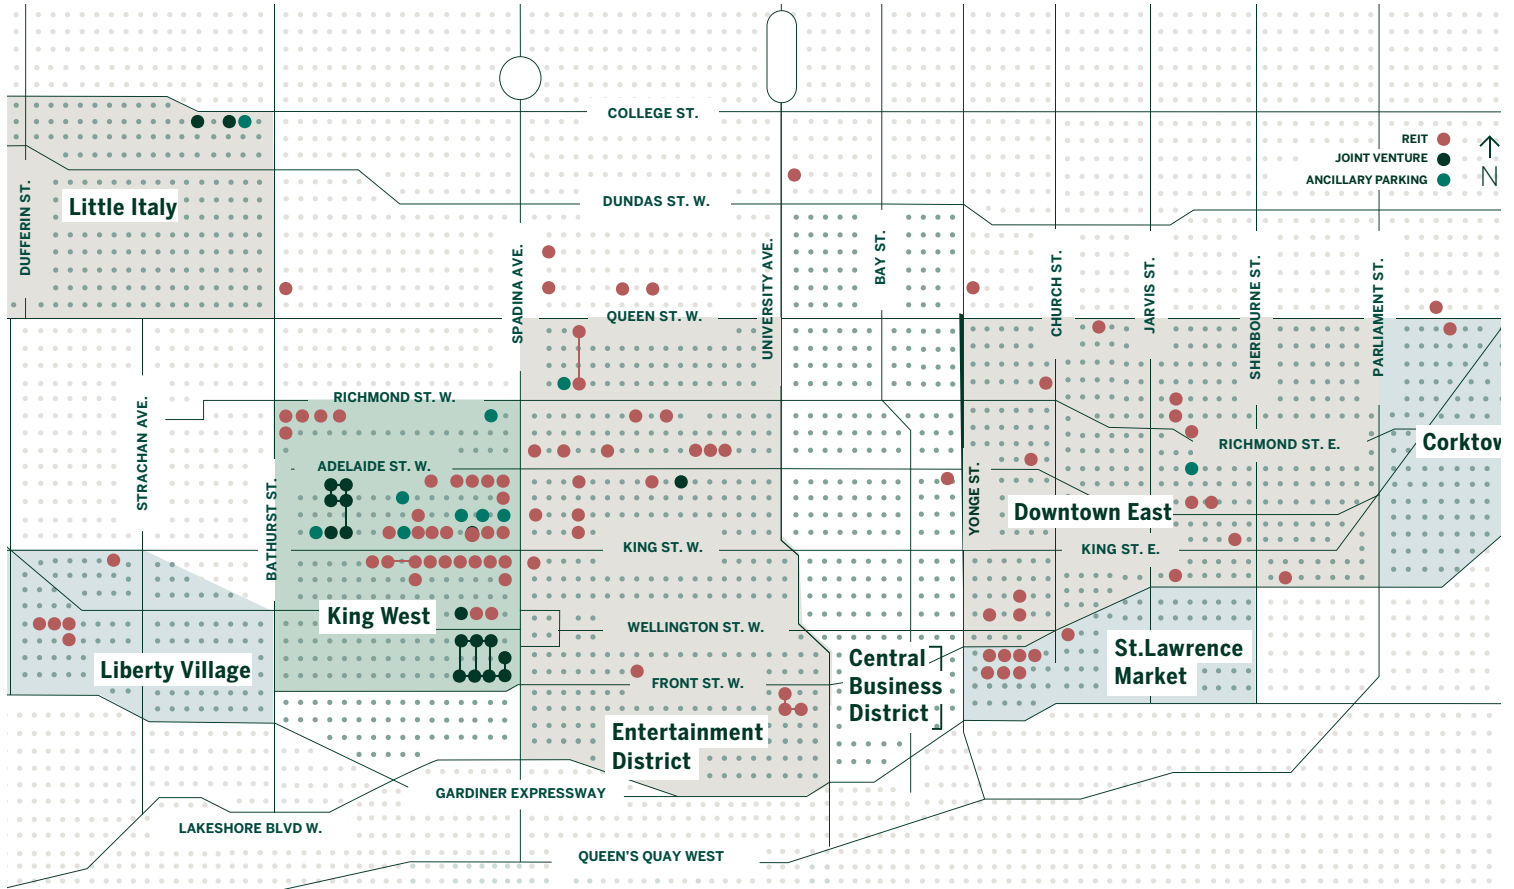 COLLEGE ST.
REIT
JOINT VENTURE
ANCILLARY PARKING
N
DUNDAS ST. W.
Little Italy
DUFFERIN ST.
SPADINA AVE.
UNIVERSITY AVE.
BAY ST.
CHURCH ST.
JARVIS ST.
SHERBOURNE ST.
PARLIAMENT ST.
QUEEN ST. W.
RICHMOND ST. W.
STRACHAN AVE.
RICHMOND ST. E.
Corktow
ADELAIDE ST. W.
BATHURST ST.
YONGE ST.
Downtown East
KING ST. W.
KING ST. E.
King West
WELLINGTON ST. W.
Liberty Village
Central
Business
District
St.Lawrence
Market
FRONT ST. W.
Entertainment
District
GARDINER EXPRESSWAY
LAKESHORE BLVD W.
QUEEN'S QUAY WEST